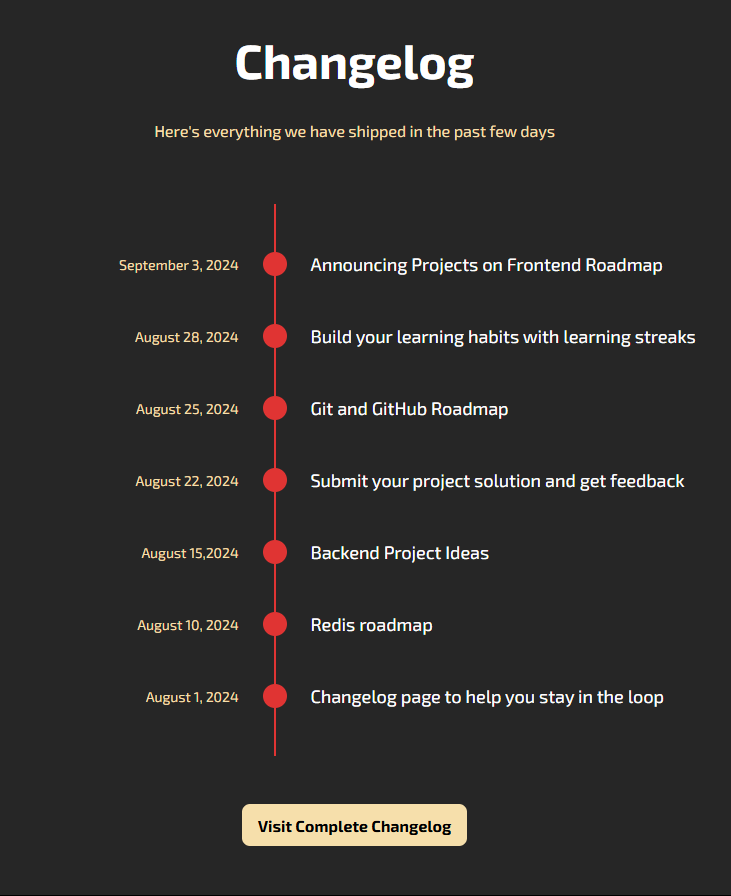 Changelog
Here's everything we have shipped in the past few days
September 3, 2024 Announcing Projects on Frontend Roadmap
August 28, 2024 Build your learning habits with learning streaks
August 25, 2024 Git and GitHub Roadmap
August 22, 2024 Submit your project solution and get feedback
August 15,2024 Backend Project Ideas
August 10, 2024 Redis roadmap
August 1, 2024 Changelog page to help you stay in the loop
Visit Complete Changelog